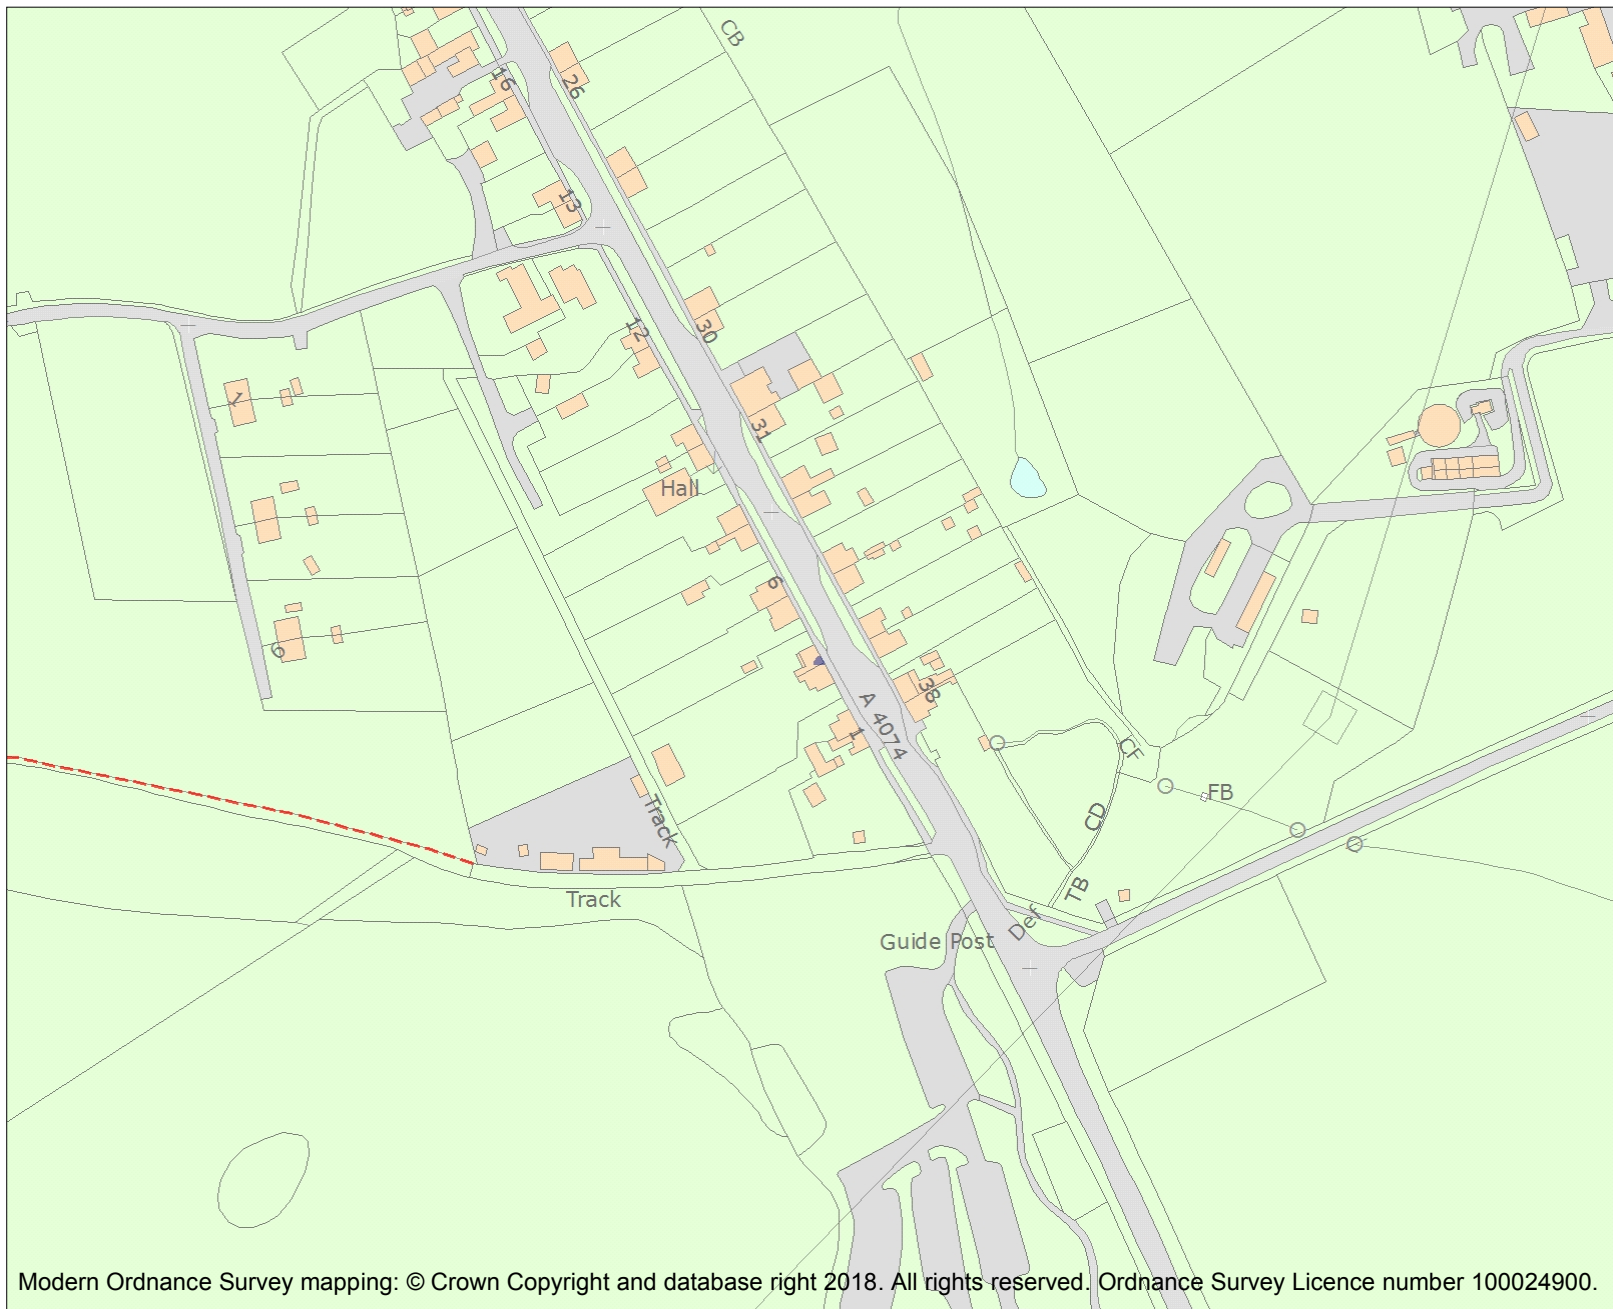 CB
16
26
13
12
30
1
31
Hall
6
6
38
A 4074
1
CF
FB
CD
Track
TB
Track
Def
Guide Post
Modern Ordnance Survey mapping: © Crown Copyright and database right 2018. All rights reserved. Ordnance Survey Licence number 100024900.